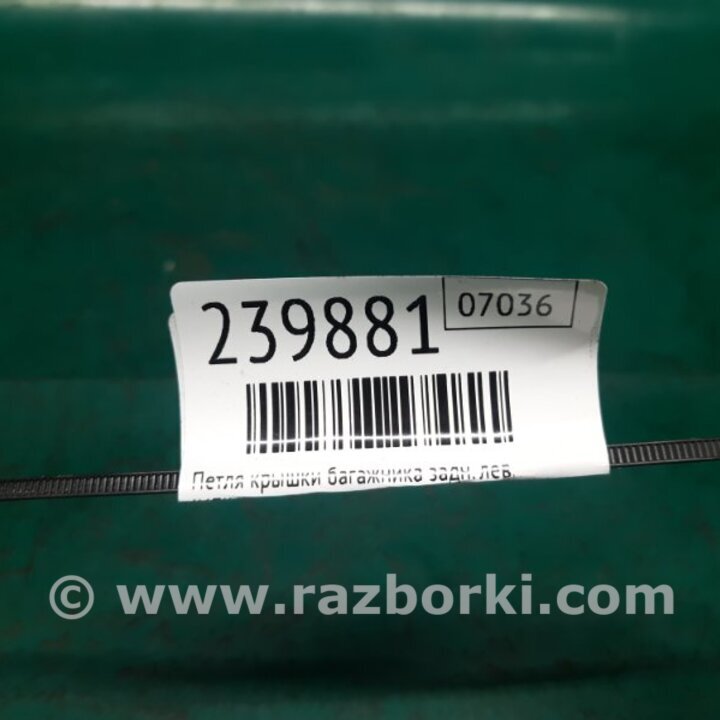 239881
07036
Петля крышки багажника задн. лев.
© www.razborki.com